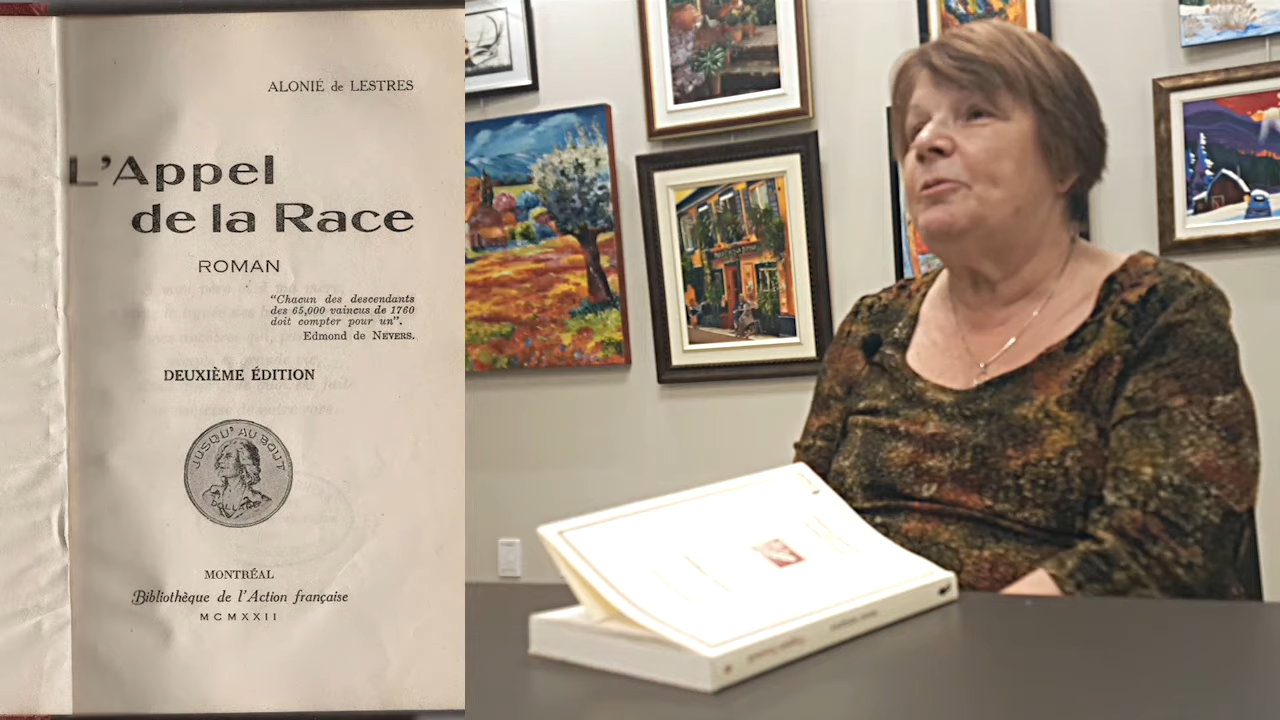 ALONIÉ de LESTRES
L'Appel
de la Race
ROMAN
"Chacun des descendants
des 65,000 vaincus de 1760
doit compter pour un".
Edmond de NEVERS.
DEUXIÈME ÉDITION
JUSQU'AU BOUT
DOLLARD
MONTRÉAL
Bibliothèque de l'Action française
MCMXXII